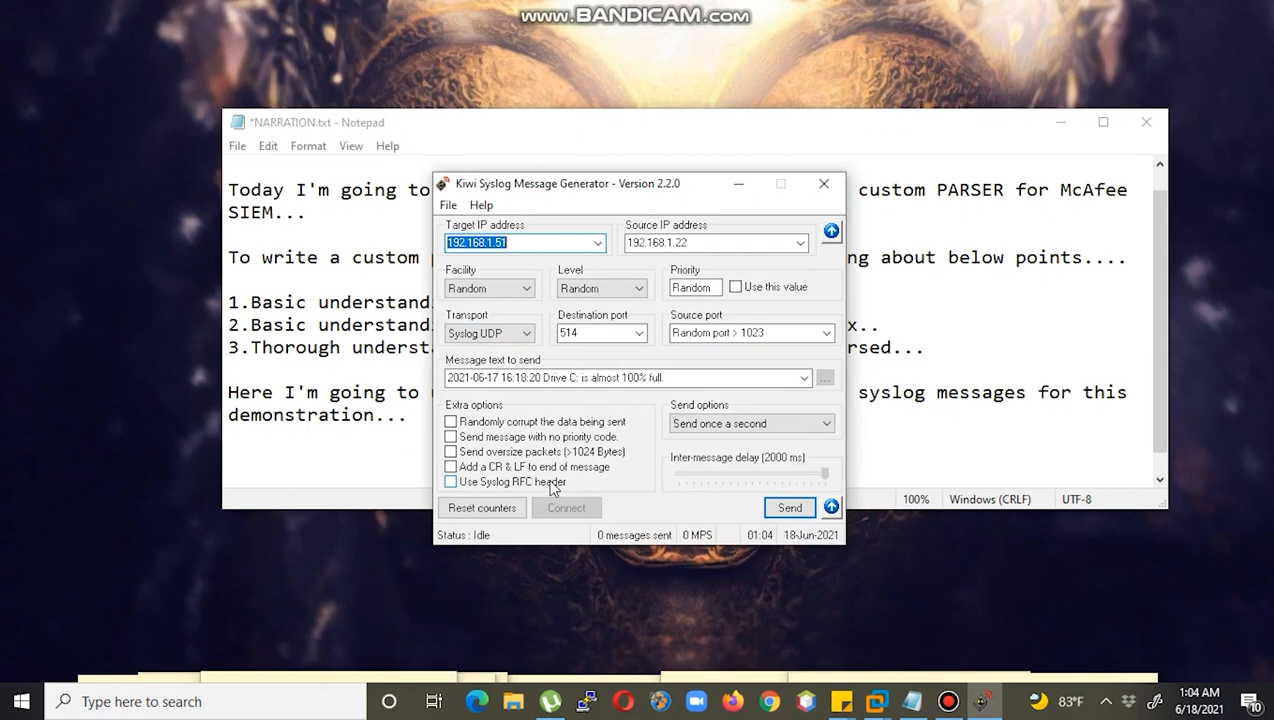 www.BANDICAM.com
*NARRATION.txt - Notepad
File Edit Format View Help
Today I'm going to
custom PARSER for McAfee
SIEM...
To write a custom
ng about below points....
1.Basic understand
2.Basic understand
x..
3.Thorough underst
rsed...
Here I'm going to
syslog messages for this
demonstration...
100% Windows (CRLF) UTF-8
Kiwi Syslog Message Generator - Version 2.2.0
File Help
Target IP address Source IP address
192.168.1.51 192.168.1.22
Facility Level Priority
Random Random Random Use this value
Transport Destination port Source port
Syslog UDP 514 Random port > 1023
Message text to send
2021-06-17 16:18:20 Drive C: is almost 100% full.
...
Extra options Send options
Randomly corrupt the data being sent Send once a second
Send message with no priority code.
Send oversize packets (>1024 Bytes) Inter-message delay (2000 ms)
Add a CR & LF to end of message
Use Syslog RFC header
Reset counters Connect Send
Status : Idle 0 messages sent 0 MPS 01:04 18-Jun-2021
Type here to search
83°F
1:04 AM
6/18/2021
10